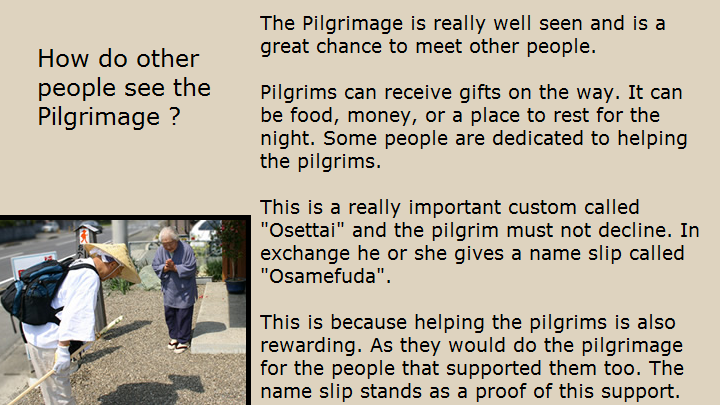 How do other
people see the
Pilgrimage ?
The Pilgrimage is really well seen and is a
great chance to meet other people.
Pilgrims can receive gifts on the way. It can
be food, money, or a place to rest for the
night. Some people are dedicated to helping
the pilgrims.
This is a really important custom called
"Osettai" and the pilgrim must not decline. In
exchange he or she gives a name slip called
"Osamefuda".
This is because helping the pilgrims is also
rewarding. As they would do the pilgrimage
for the people that supported them too. The
name slip stands as a proof of this support.